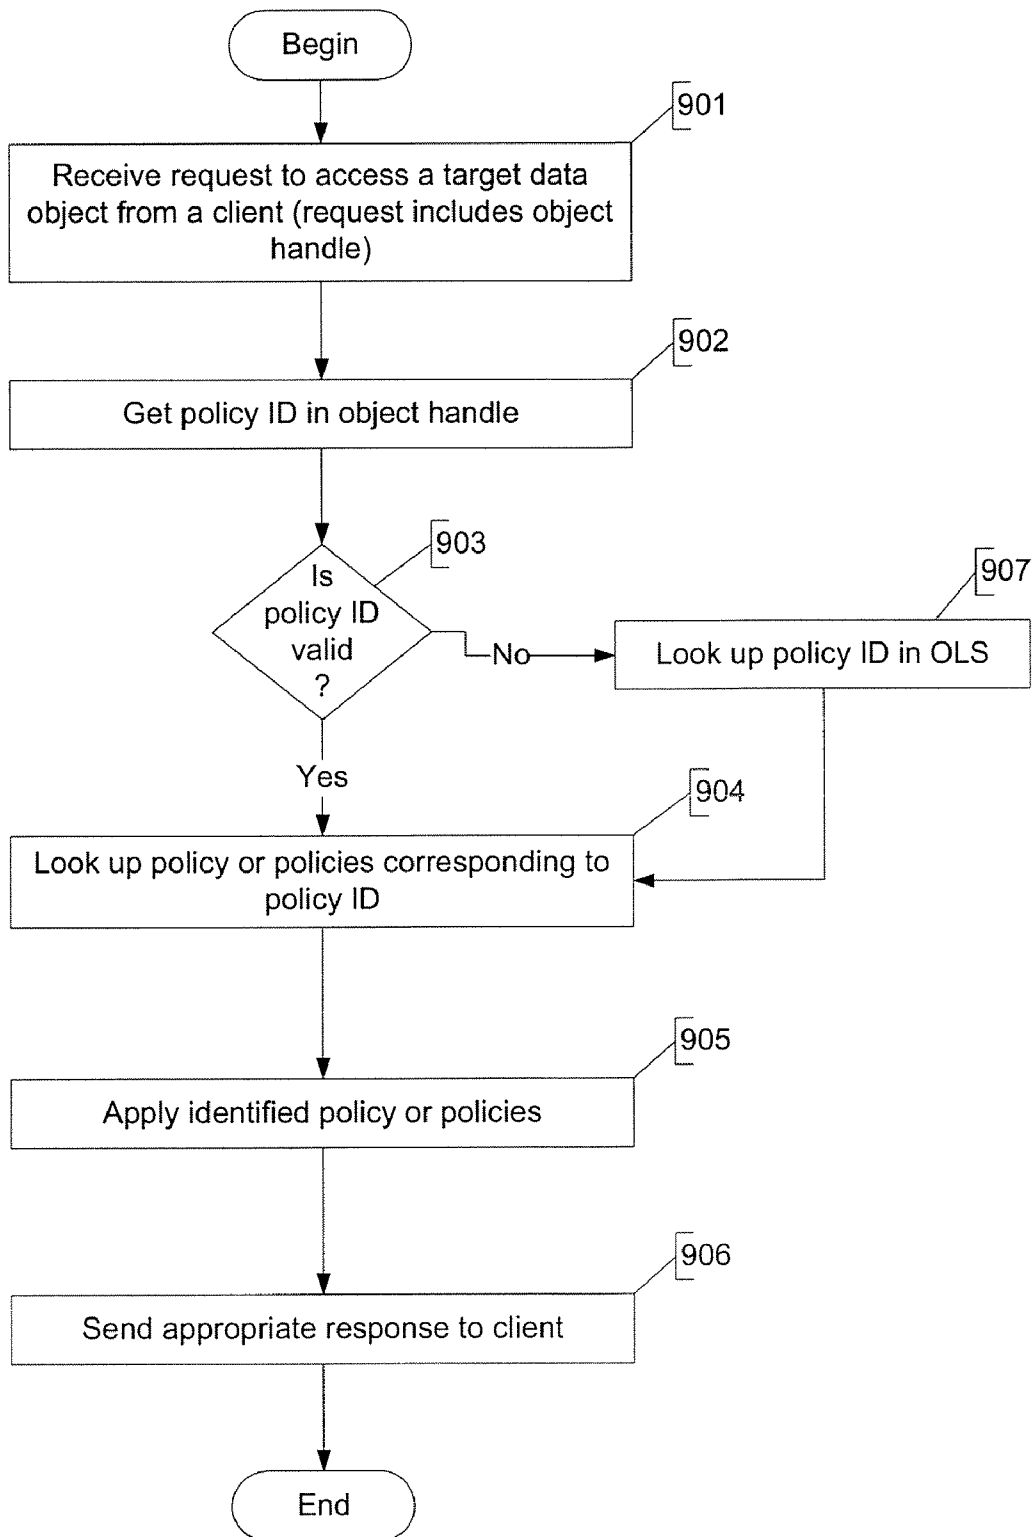 Begin
901
Receive request to access a target data
object from a client (request includes object
handle)
902
Get policy ID in object handle
903
Is
policy ID
valid
?
No
907
Look up policy ID in OLS
Yes
904
Look up policy or policies corresponding to
policy ID
905
Apply identified policy or policies
906
Send appropriate response to client
End